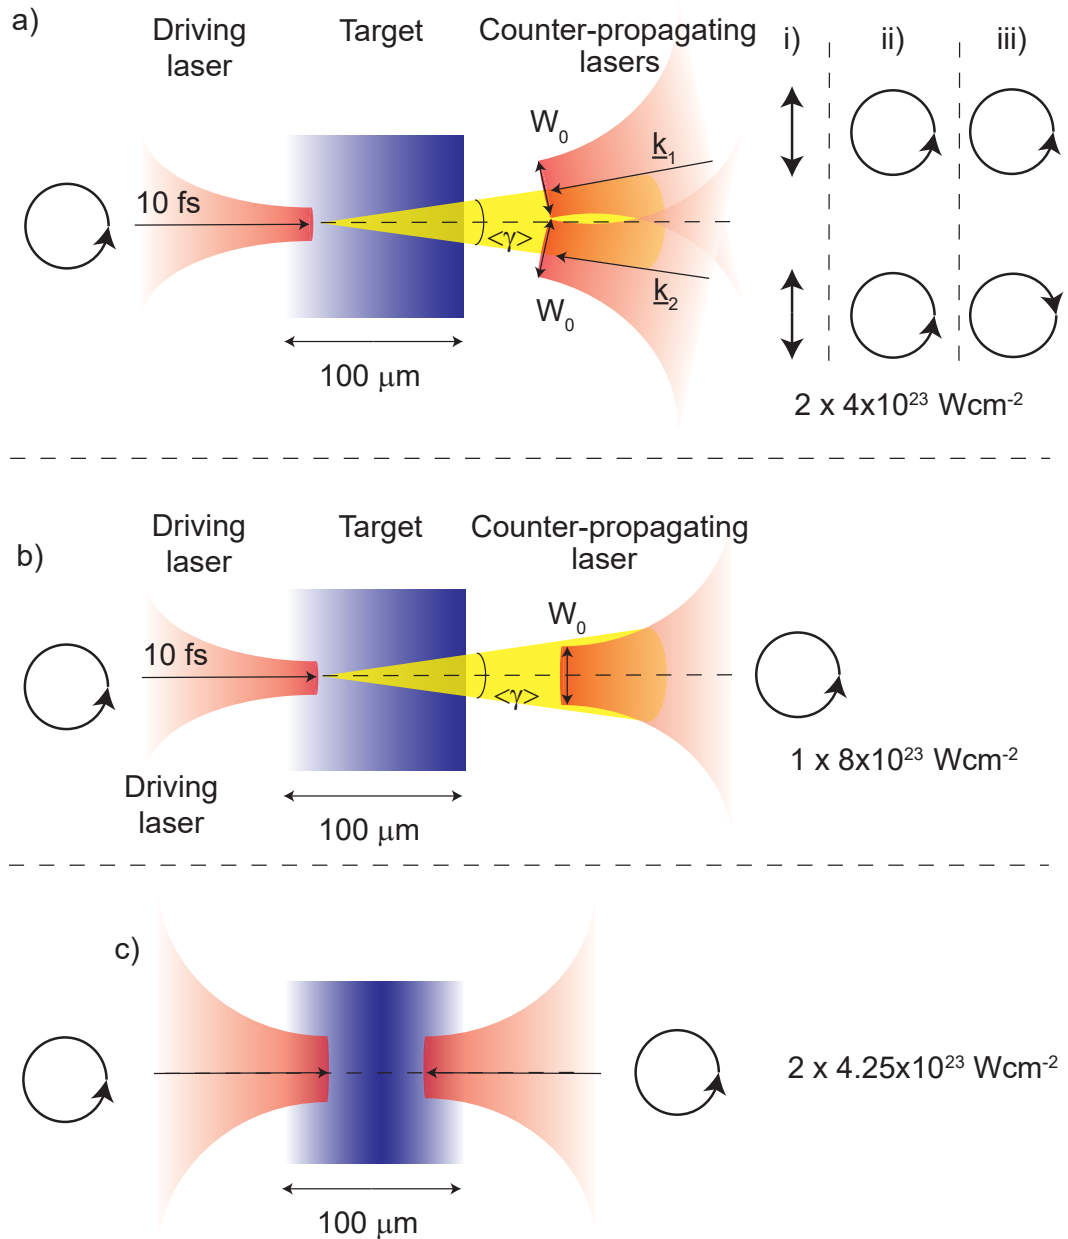 a)
Driving
laser
Target
Counter-propagating
lasers
i)
ii)
iii)
W₀
k₁
10 fs
<γ>
k₂
W₀
100 μm
2 x 4x10²³ Wcm⁻²
b)
Driving
laser
Target
Counter-propagating
laser
W₀
10 fs
<γ>
1 x 8x10²³ Wcm⁻²
Driving
laser
100 μm
c)
2 x 4.25x10²³ Wcm⁻²
100 μm